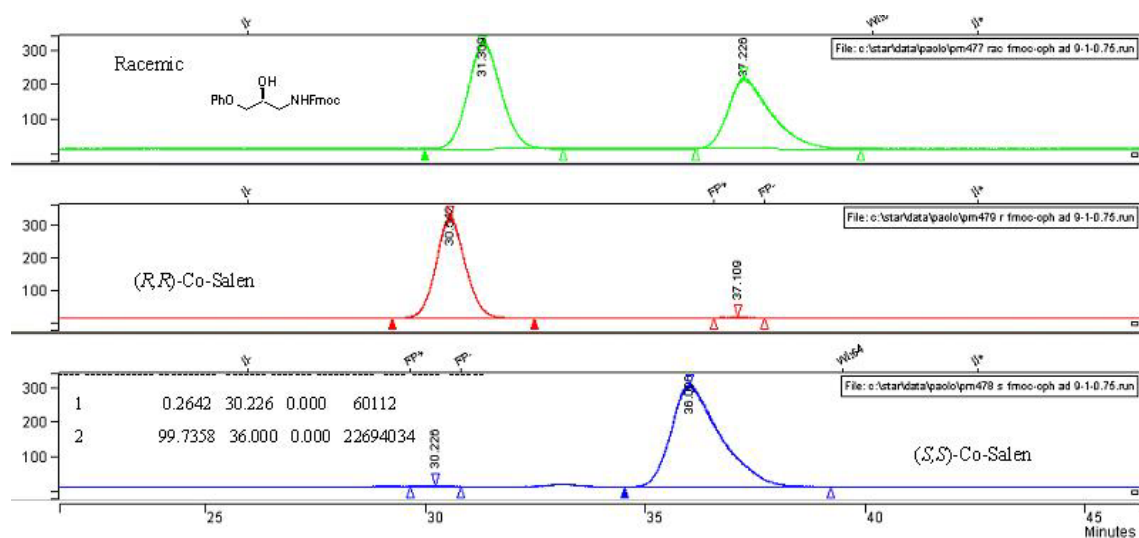 File: c:\star\data\paolo\pm477 rac fmoc-oph ad 9-1-0.75.run
300
200
100
0
Racemic
OH
PhO
NHFmoc
31.309
37.226
FP+
FP-
File: c:\star\data\paolo\pm479 r fmoc-oph ad 9-1-0.75.run
300
200
100
0
(R,R)-Co-Salen
37.109
FP+
FP-
File: c:\star\data\paolo\pm478 s fmoc-oph ad 9-1-0.75.run
300
200
100
0
1 0.2642 30.226 0.000 60112
2 99.7358 36.000 0.000 22694034
30.226
(S,S)-Co-Salen
25 30 35 40 45
Minutes